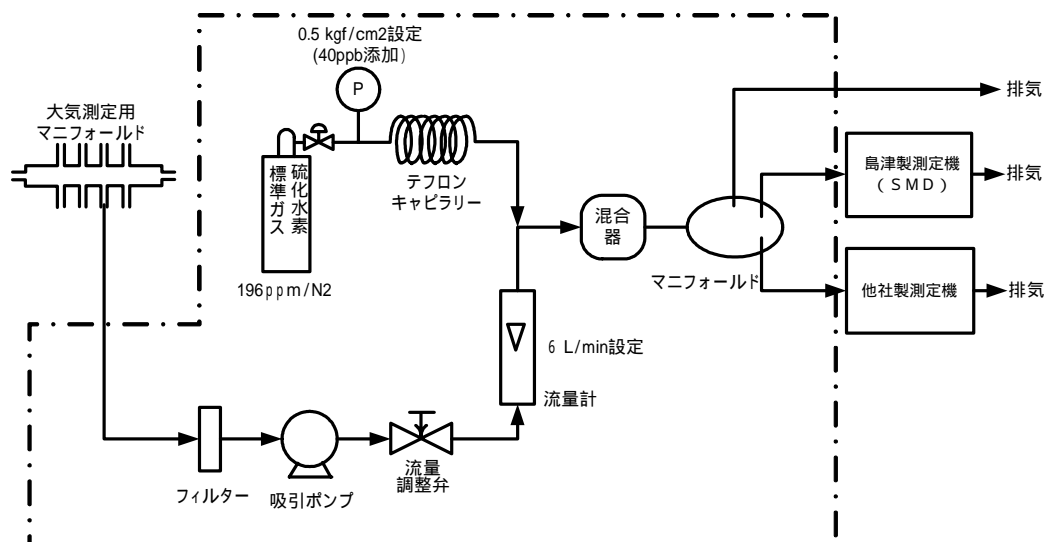 0.5 kgf/cm2設定
(40ppb添加)
P
大気測定用
マニフォールド
硫化水素
標準ガス
196ppm/N2
テフロン
キャピラリー
混合
器
マニフォールド
排気
島津製測定機
(SMD)
排気
他社製測定機
排気
6 L/min設定
流量計
フィルター
吸引ポンプ
流量
調整弁